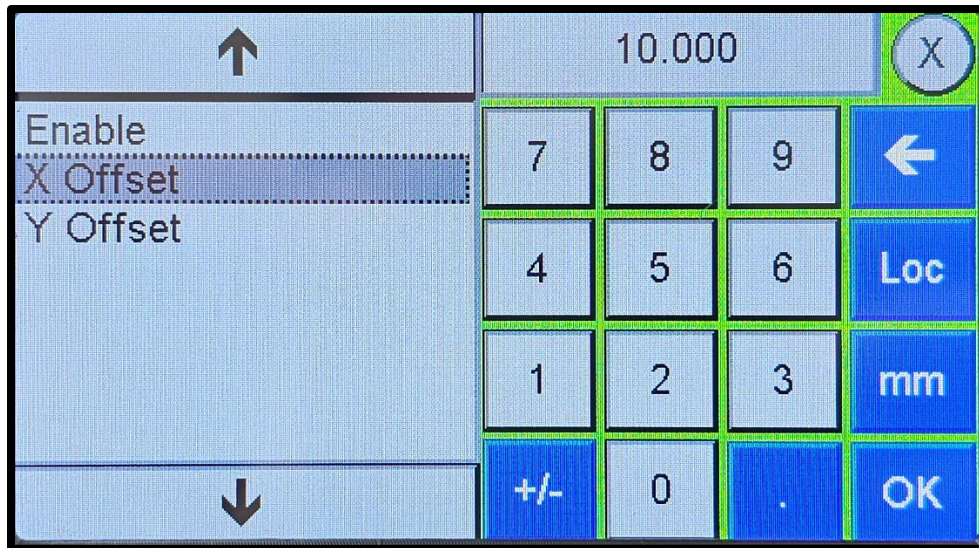 10.000 X
Enable
X Offset
Y Offset
7 8 9
4 5 6 Loc
1 2 3 mm
+/- 0 . OK